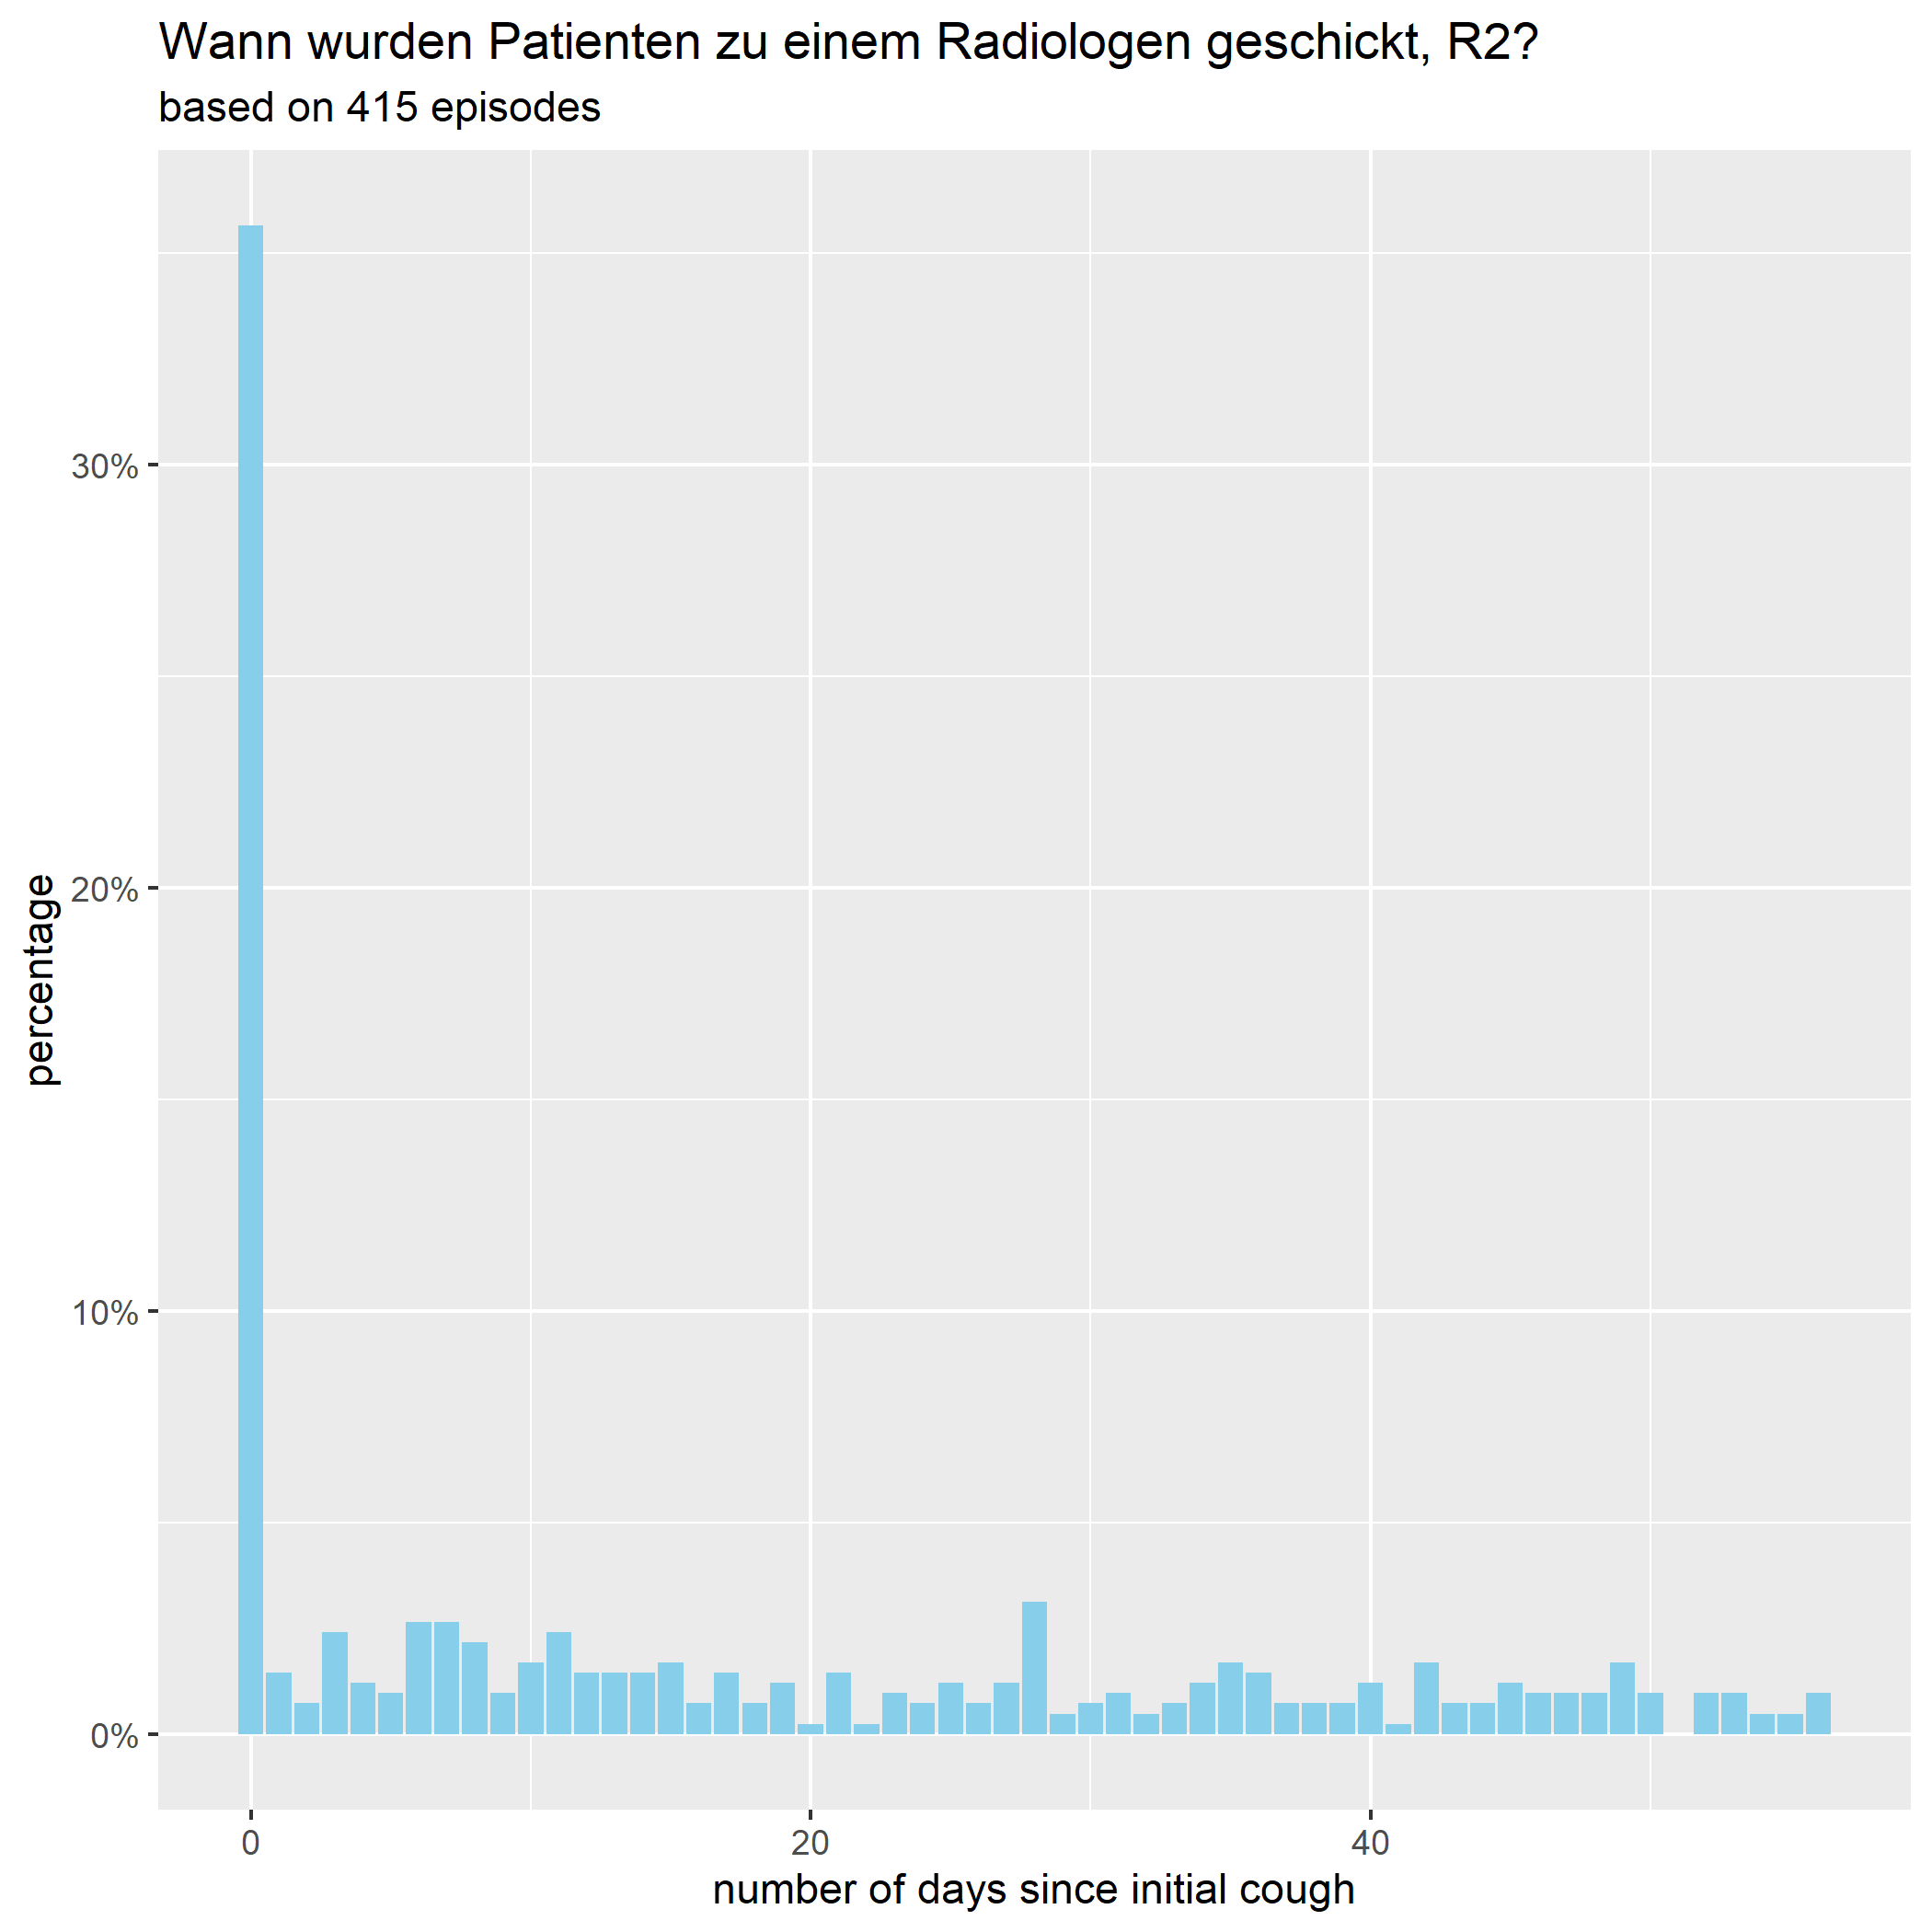 Wann wurden Patienten zu einem Radiologen geschickt, R2?
based on 415 episodes
percentage
30%
20%
10%
0%
0 20 40
number of days since initial cough